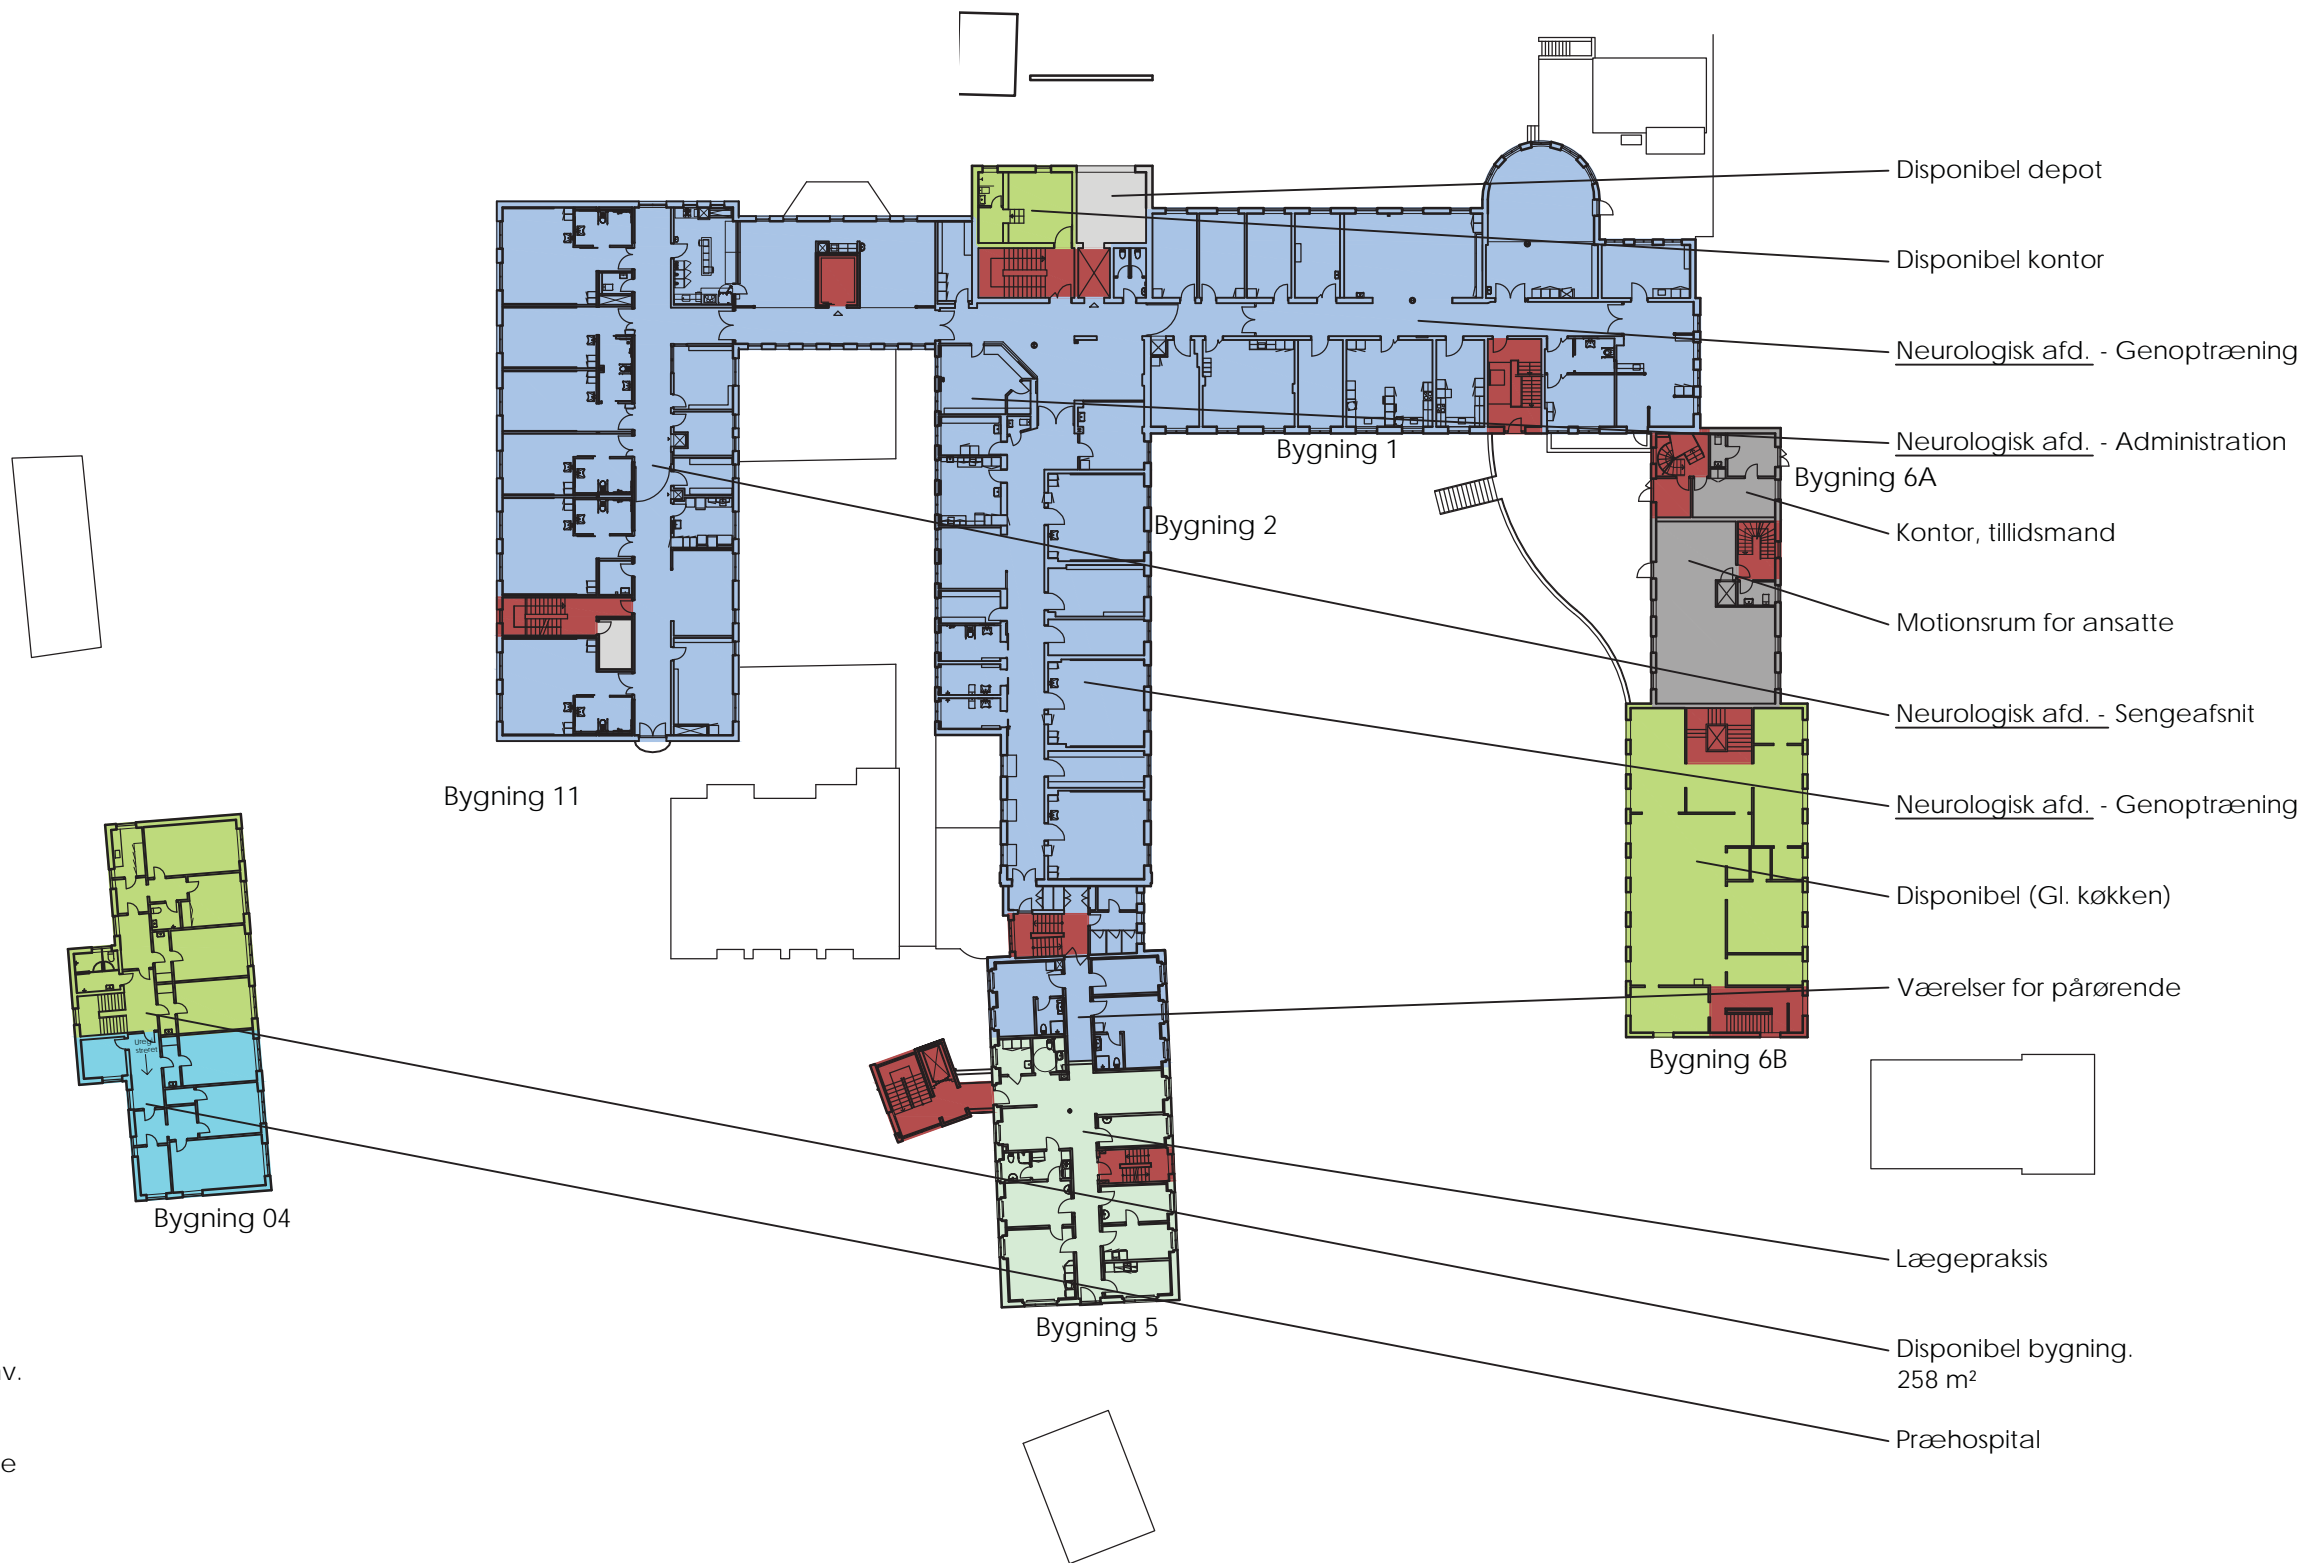 Disponibel depot
Disponibel kontor
Neurologisk afd. - Genoptræning
Neurologisk afd. - Administration
Bygning 1
Bygning 6A
Bygning 2
Kontor, tillidsmand
Motionsrum for ansatte
Neurologisk afd. - Sengeafsnit
Bygning 11
Neurologisk afd. - Genoptræning
Disponibel (Gl. køkken)
Værelser for pårørende
Bygning 6B
Bygning 04
Lægepraksis
Bygning 5
Disponibel bygning.
258 m²
Præhospital